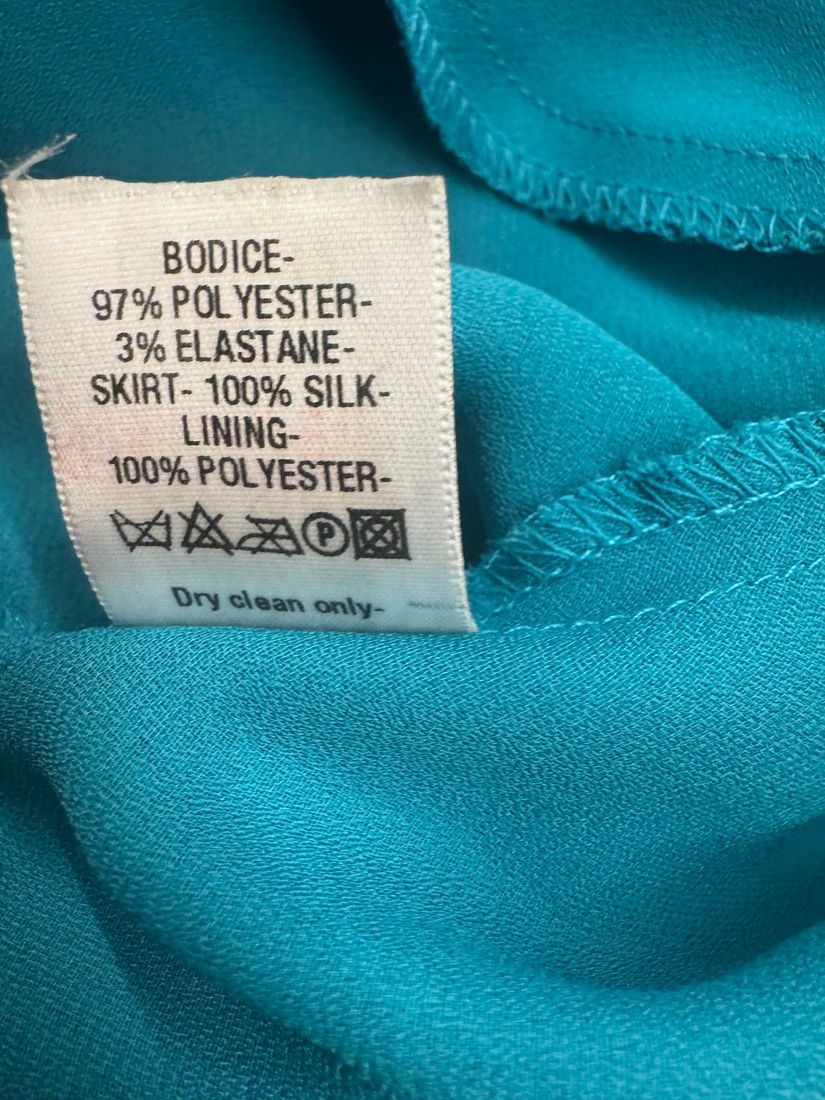 BODICE-
97% POLYESTER-
3% ELASTANE-
SKIRT- 100% SILK-
LINING-
100% POLYESTER-
P
Dry clean only-